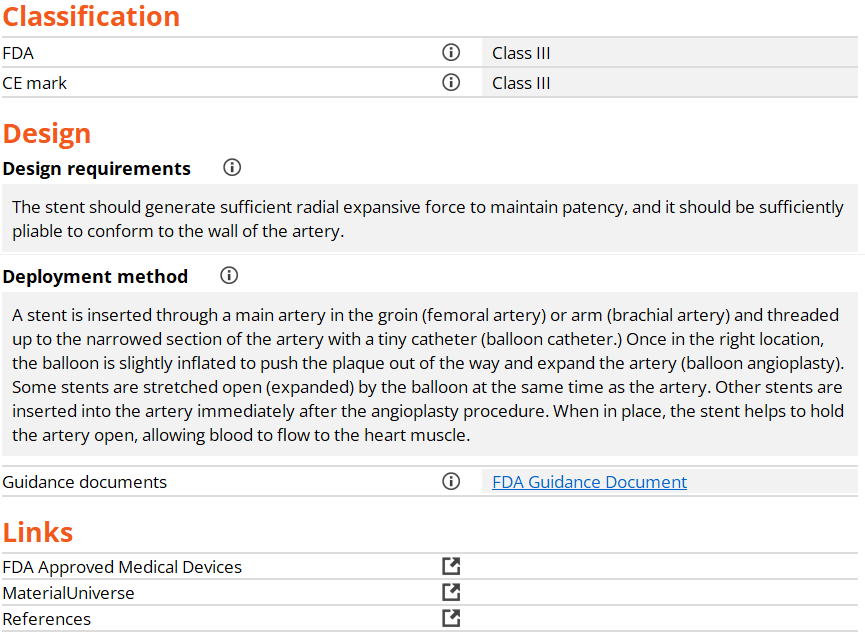 Classification
FDA Class III
CE mark Class III
Design
Design requirements
The stent should generate sufficient radial expansive force to maintain patency, and it should be sufficiently
pliable to conform to the wall of the artery.
Deployment method
A stent is inserted through a main artery in the groin (femoral artery) or arm (brachial artery) and threaded
up to the narrowed section of the artery with a tiny catheter (balloon catheter.) Once in the right location,
the balloon is slightly inflated to push the plaque out of the way and expand the artery (balloon angioplasty).
Some stents are stretched open (expanded) by the balloon at the same time as the artery. Other stents are
inserted into the artery immediately after the angioplasty procedure. When in place, the stent helps to hold
the artery open, allowing blood to flow to the heart muscle.
Guidance documents FDA Guidance Document
Links
FDA Approved Medical Devices
MaterialUniverse
References